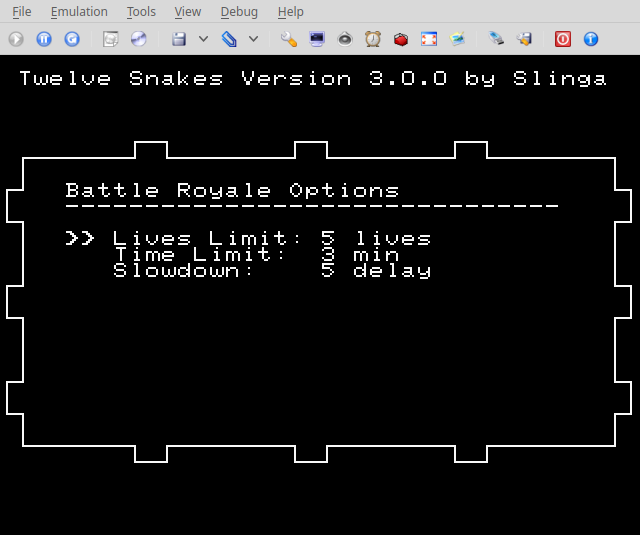 File Emulation Tools View Debug Help
Twelve Snakes Version 3.0.0 by Slinga
Battle Royale Options
-------------------------------
>> Lives Limit: 5 lives
Time Limit: 3 min
Slowdown: 5 delay